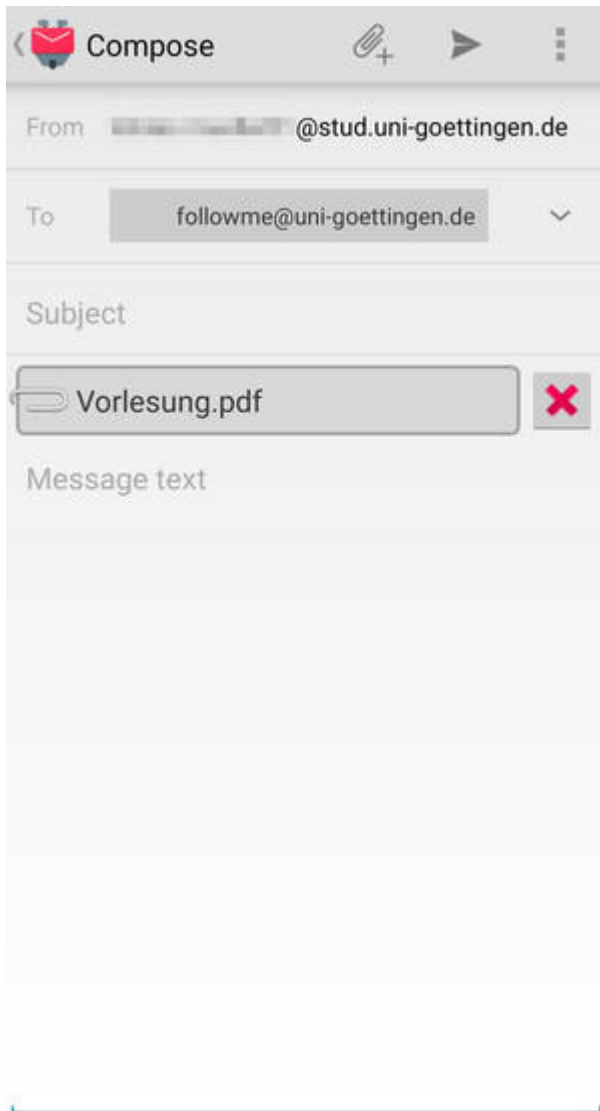 Compose
From @stud.uni-goettingen.de
To followme@uni-goettingen.de
Subject
Vorlesung.pdf
Message text